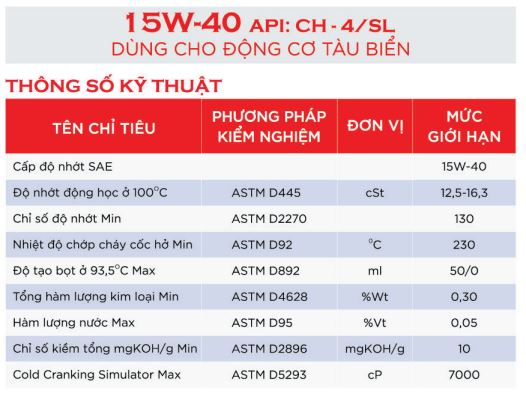 15W-40 API: CH - 4/SL
DÙNG CHO ĐỘNG CƠ TÀU BIỂN
THÔNG SỐ KỸ THUẬT
TÊN CHỈ TIÊU PHƯƠNG PHÁP KIỂM NGHIỆM ĐƠN VỊ MỨC GIỚI HẠN
Cấp độ nhớt SAE 15W-40
Độ nhớt động học ở 100°C ASTM D445 cSt 12,5-16,3
Chỉ số độ nhớt Min ASTM D2270 130
Nhiệt độ chớp cháy cốc hở Min ASTM D92 °C 230
Độ tạo bọt ở 93,5°C Max ASTM D892 ml 50/0
Tổng hàm lượng kim loại Min ASTM D4628 %Wt 0,30
Hàm lượng nước Max ASTM D95 %Vt 0,05
Chỉ số kiềm tổng mgKOH/g Min ASTM D2896 mgKOH/g 10
Cold Cranking Simulator Max ASTM D5293 cP 7000